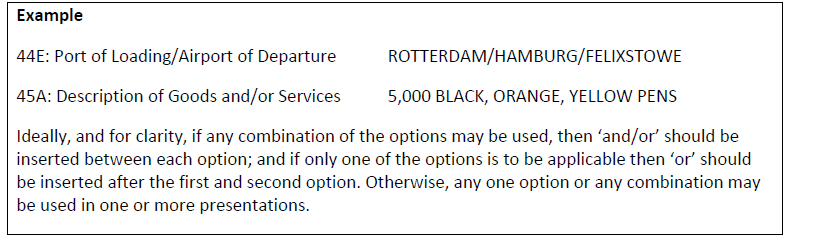 Example
44E: Port of Loading/Airport of Departure ROTTERDAM/HAMBURG/FELIXSTOWE
45A: Description of Goods and/or Services 5,000 BLACK, ORANGE, YELLOW PENS
Ideally, and for clarity, if any combination of the options may be used, then ‘and/or’ should be
inserted between each option; and if only one of the options is to be applicable then ‘or’ should
be inserted after the first and second option. Otherwise, any one option or any combination may
be used in one or more presentations.